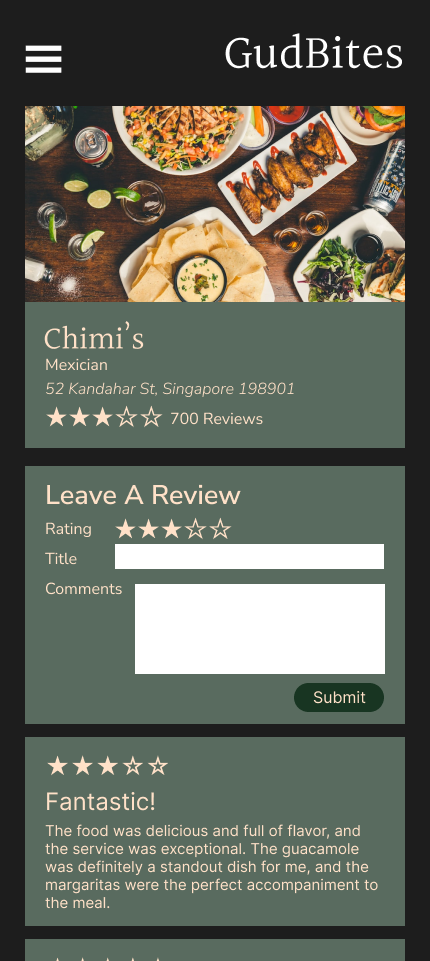 GudBites
Chimi's
Mexician
52 Kandahar St, Singapore 198901
700 Reviews
Leave A Review
Rating
Title
Comments
Submit
Fantastic!
The food was delicious and full of flavor, and
the service was exceptional. The guacamole
was definitely a standout dish for me, and the
margaritas were the perfect accompaniment to
the meal.